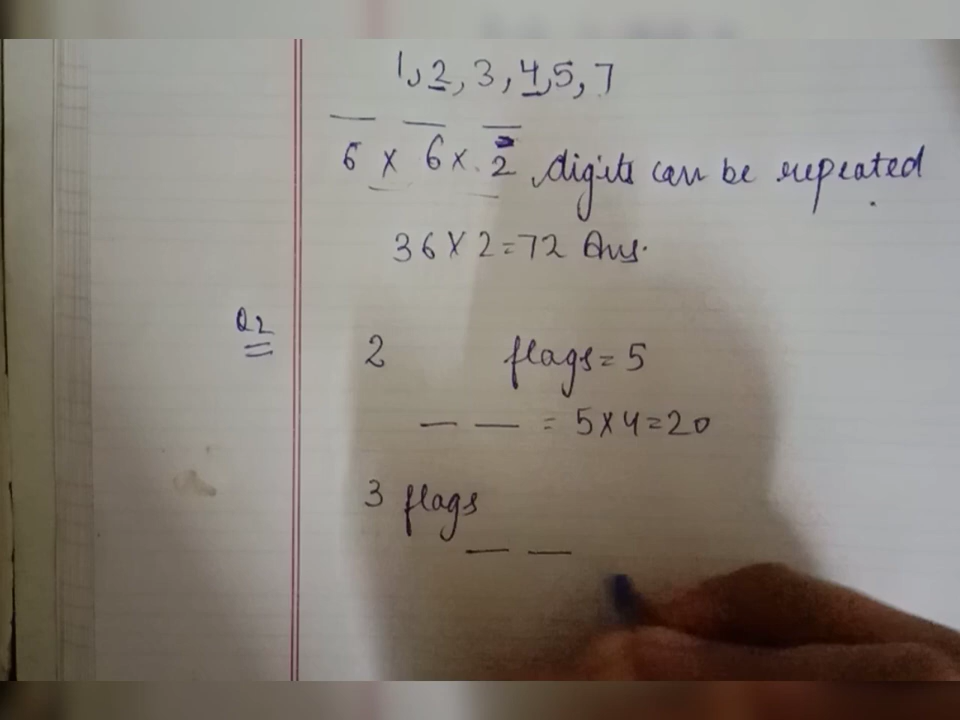 1, 2, 3, 4, 5, 7
6 × 6 × 2, digits can be repeated.
36 × 2 = 72 Ans.
Q2 2 flags = 5
= 5 × 4 = 20
3 flags